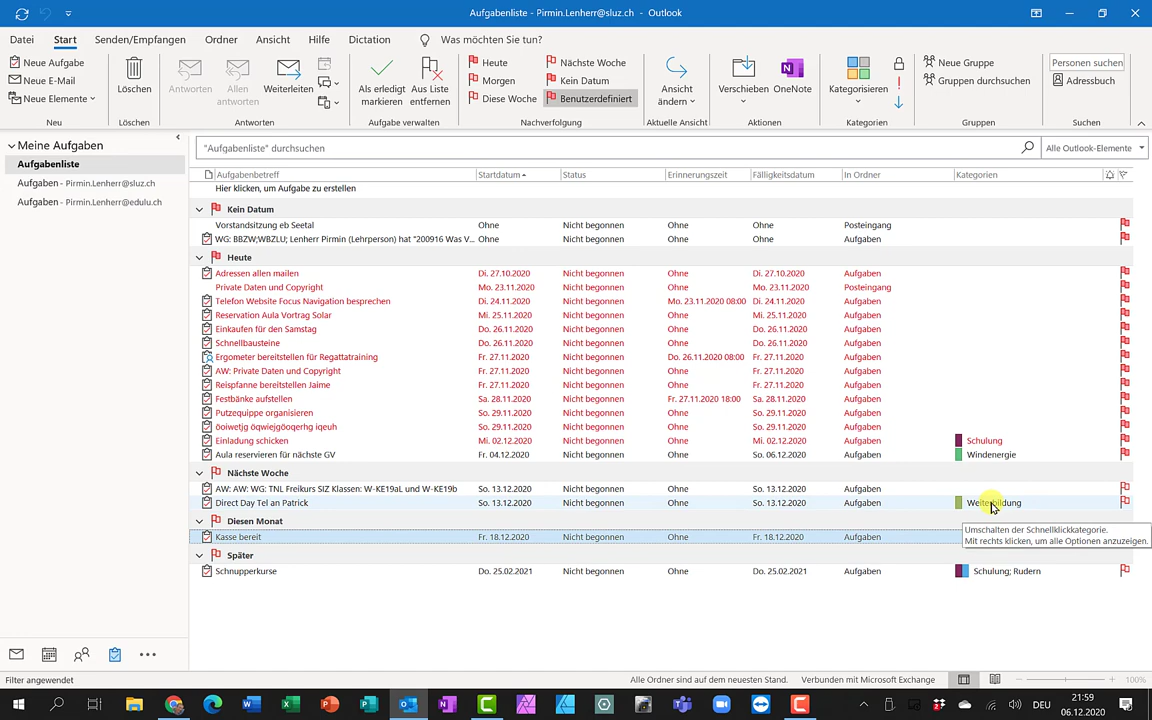 Aufgabenliste - Pirmin.Lenherr@sluz.ch - Outlook
Datei Start Senden/Empfangen Ordner Ansicht Hilfe Dictation Was möchten Sie tun?
Neue Aufgabe
Neue E-Mail
Neue Elemente
Neu
Löschen
Löschen
Antworten
Allen antworten
Weiterleiten
Antworten
Als erledigt markieren
Aus Liste entfernen
Aufgabe verwalten
Heute
Morgen
Diese Woche
Nächste Woche
Kein Datum
Benutzerdefiniert
Nachverfolgung
Ansicht ändern
Aktuelle Ansicht
Verschieben
OneNote
Aktionen
Kategorisieren
Kategorien
Neue Gruppe
Gruppen durchsuchen
Gruppen
Personen suchen
Adressbuch
Suchen
Meine Aufgaben
Aufgabenliste
Aufgaben - Pirmin.Lenherr@sluz.ch
Aufgaben - Pirmin.Lenherr@edulu.ch
"Aufgabenliste" durchsuchen
Alle Outlook-Elemente
Aufgabenbetreff Startdatum Status Erinnerungszeit Fälligkeitsdatum In Ordner Kategorien
Hier klicken, um Aufgabe zu erstellen
Kein Datum
Vorstandsitzung eb Seetal Ohne Nicht begonnen Ohne Ohne Posteingang
WG: BBZW;WBZLU; Lenherr Pirmin (Lehrperson) hat "200916 Was V... Ohne Nicht begonnen Ohne Ohne Aufgaben
Heute
Adressen allen mailen Di. 27.10.2020 Nicht begonnen Ohne Di. 27.10.2020 Aufgaben
Private Daten und Copyright Mo. 23.11.2020 Nicht begonnen Ohne Mo. 23.11.2020 Posteingang
Telefon Website Focus Navigation besprechen Di. 24.11.2020 Nicht begonnen Mo. 23.11.2020 08:00 Di. 24.11.2020 Aufgaben
Reservation Aula Vortrag Solar Mi. 25.11.2020 Nicht begonnen Ohne Mi. 25.11.2020 Aufgaben
Einkaufen für den Samstag Do. 26.11.2020 Nicht begonnen Ohne Do. 26.11.2020 Aufgaben
Schnellbausteine Do. 26.11.2020 Nicht begonnen Ohne Do. 26.11.2020 Aufgaben
Ergometer bereitstellen für Regattatraining Fr. 27.11.2020 Nicht begonnen Do. 26.11.2020 08:00 Fr. 27.11.2020 Aufgaben
AW: Private Daten und Copyright Fr. 27.11.2020 Nicht begonnen Ohne Fr. 27.11.2020 Aufgaben
Reispfanne bereitstellen Jaime Fr. 27.11.2020 Nicht begonnen Ohne Fr. 27.11.2020 Aufgaben
Festbänke aufstellen Sa. 28.11.2020 Nicht begonnen Fr. 27.11.2020 18:00 Sa. 28.11.2020 Aufgaben
Putzequippe organisieren So. 29.11.2020 Nicht begonnen Ohne So. 29.11.2020 Aufgaben
öoiwetjg öqwiejgöoqerhg iqeuh So. 29.11.2020 Nicht begonnen Ohne So. 29.11.2020 Aufgaben
Einladung schicken Mi. 02.12.2020 Nicht begonnen Ohne Mi. 02.12.2020 Aufgaben Schulung
Aula reservieren für nächste GV Fr. 04.12.2020 Nicht begonnen Ohne So. 06.12.2020 Aufgaben Windenergie
Nächste Woche
AW: AW: WG: TNL Freikurs SIZ Klassen: W-KE19aL und W-KE19b So. 13.12.2020 Nicht begonnen Ohne So. 13.12.2020 Aufgaben
Direct Day Tel an Patrick So. 13.12.2020 Nicht begonnen Ohne So. 13.12.2020 Aufgaben Weiterbildung
Diesen Monat
Umschalten der Schnellklickkategorie.
Mit rechts klicken, um alle Optionen anzuzeigen.
Kasse bereit Fr. 18.12.2020 Nicht begonnen Ohne Fr. 18.12.2020 Aufgaben
Später
Schnupperkurse Do. 25.02.2021 Nicht begonnen Ohne Do. 25.02.2021 Aufgaben Schulung; Rudern
Filter angewendet Alle Ordner sind auf dem neuesten Stand. Verbunden mit Microsoft Exchange 100%
DEU
21:59
06.12.2020